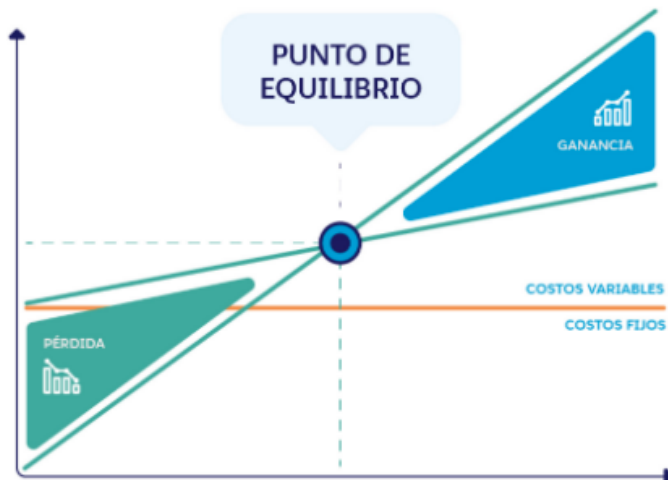 PUNTO DE
EQUILIBRIO
GANANCIA
COSTOS VARIABLES
COSTOS FIJOS
PÉRDIDA